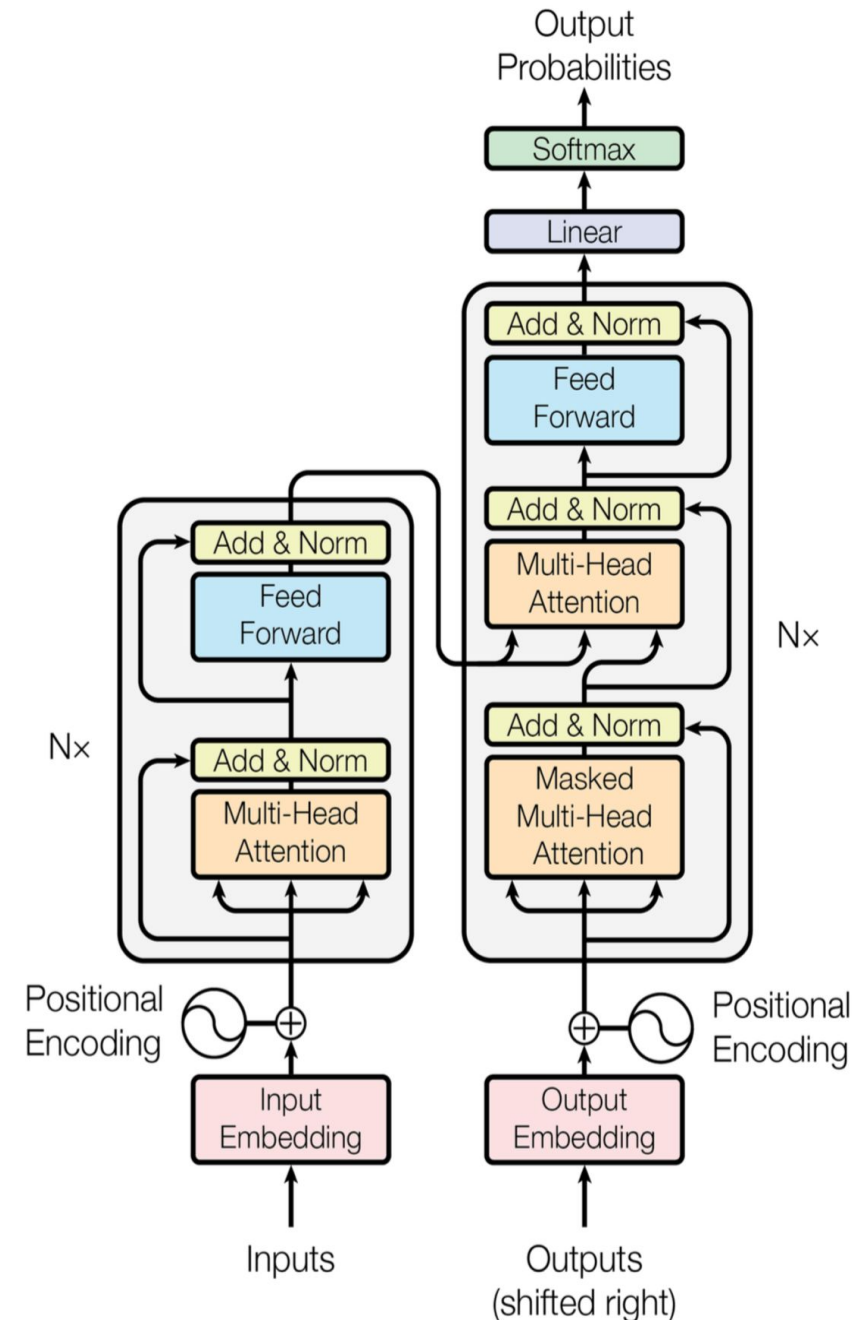 Output
Probabilities
Softmax
Linear
Add & Norm
Feed
Forward
Add & Norm
Multi-Head
Attention
Add & Norm
Masked
Multi-Head
Attention
Nx
Add & Norm
Feed
Forward
Add & Norm
Multi-Head
Attention
Nx
Positional
Encoding
Positional
Encoding
Input
Embedding
Output
Embedding
Inputs
Outputs
(shifted right)